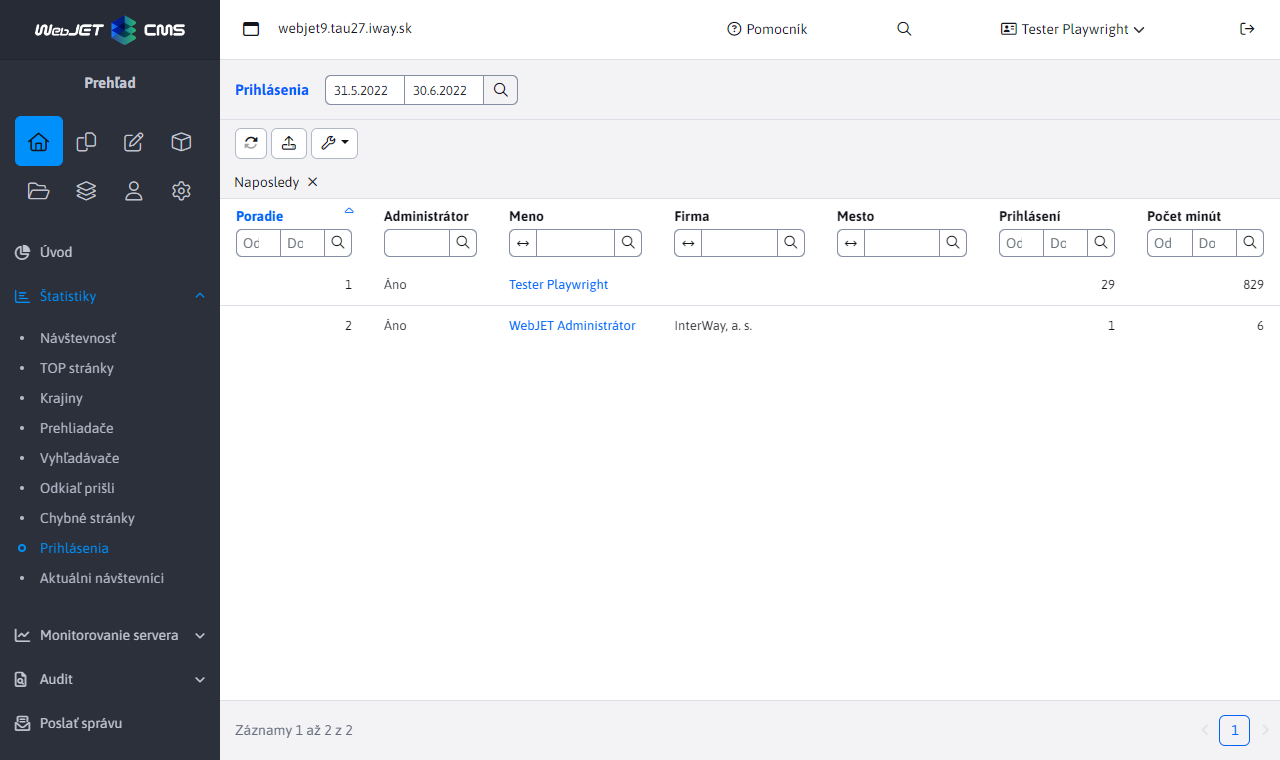 WebJET CMS
webjet9.tau27.iway.sk
Pomocník
Tester Playwright
Prehľad
Prihlásenia
31.5.2022
30.6.2022
Naposledy
Úvod
Štatistiky
Návštevnosť
TOP stránky
Krajiny
Prehliadače
Vyhľadávače
Odkiaľ prišli
Chybné stránky
Prihlásenia
Aktuálni návštevníci
Monitorovanie servera
Audit
Poslať správu
Poradie Administrátor Meno Firma Mesto Prihlásení Počet minút
Od Do Od Do Od Do
1 Áno Tester Playwright 29 829
2 Áno WebJET Administrátor InterWay, a. s. 1 6
Záznamy 1 až 2 z 2
1